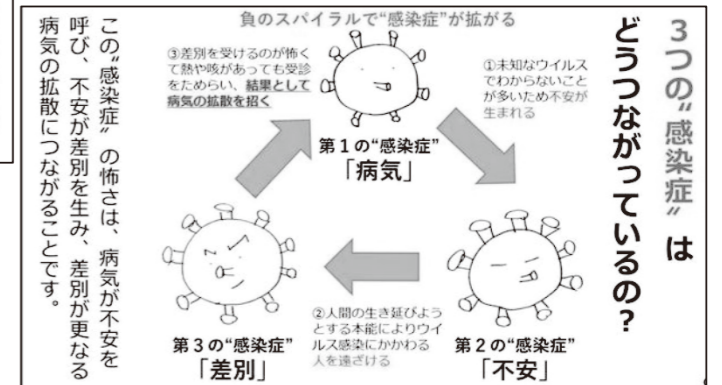 3つの“感染症”は
どうつながっているの?
負のスパイラルで“感染症”が拡がる
①未知なウイルス
でわからないこと
が多いため不安が
生まれる
第1の“感染症”
「病気」
②人間の生き延びよう
とする本能によりウイ
ルス感染にかかわる
人を遠ざける
第2の“感染症”
「不安」
③差別を受けるのが怖く
て熱や咳があっても受診
をためらい、結果として
病気の拡散を招く
第3の“感染症”
「差別」
この“感染症”の怖さは、病気が不安を
呼び、不安が差別を生み、差別が更なる
病気の拡散につながることです。